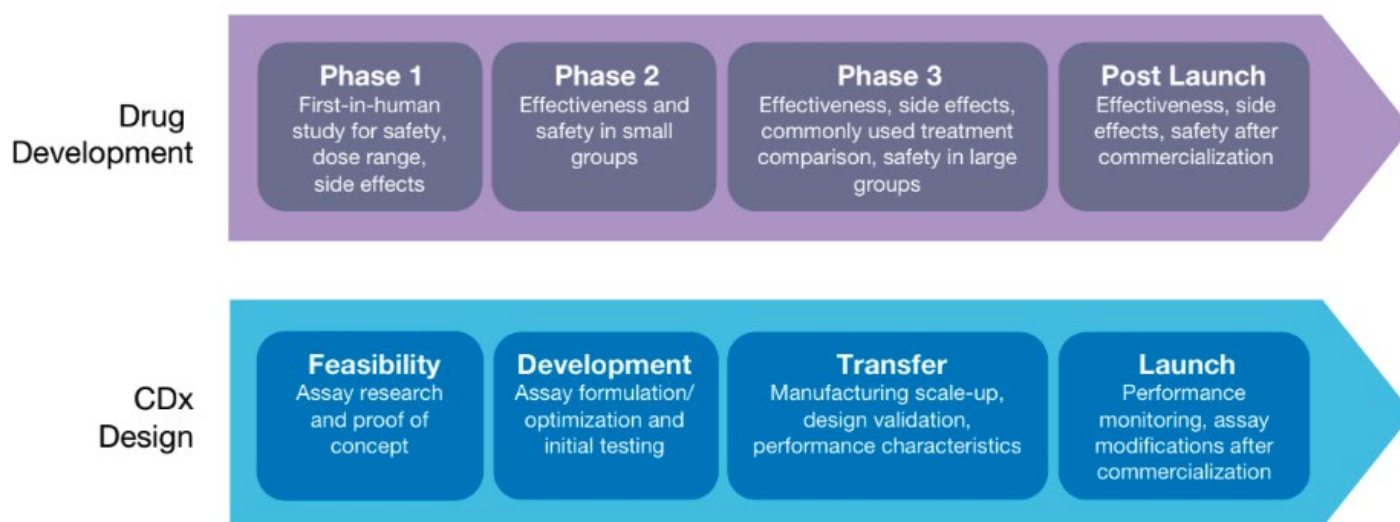 Drug
Development
Phase 1
First-in-human
study for safety,
dose range,
side effects
Phase 2
Effectiveness and
safety in small
groups
Phase 3
Effectiveness, side effects,
commonly used treatment
comparison, safety in large
groups
Post Launch
Effectiveness, side
effects, safety after
commercialization
CDx
Design
Feasibility
Assay research
and proof of
concept
Development
Assay formulation/
optimization and
initial testing
Transfer
Manufacturing scale-up,
design validation,
performance characteristics
Launch
Performance
monitoring, assay
modifications after
commercialization